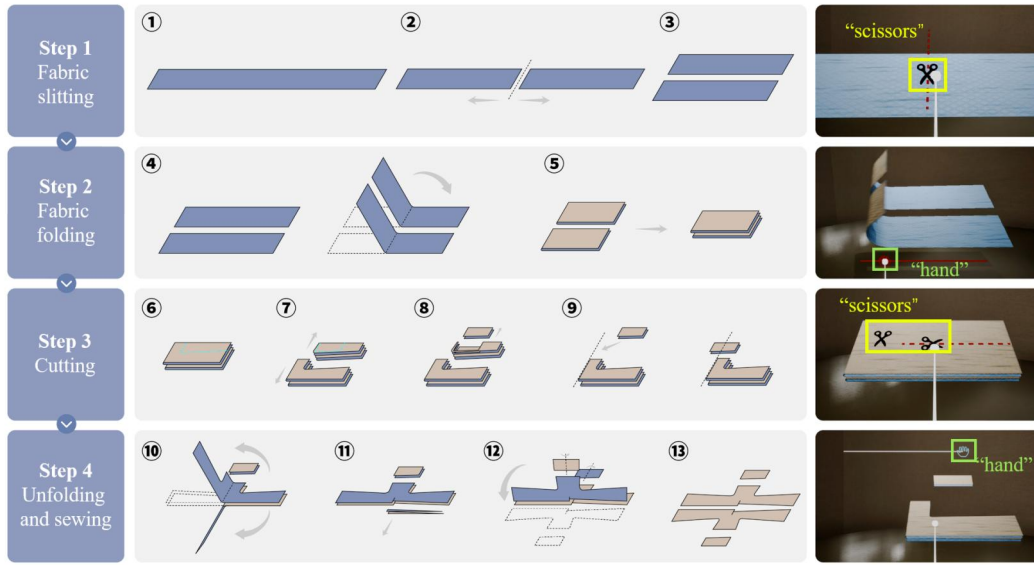 Step 1
Fabric
slitting
① ② ③
“scissors"
Step 2
Fabric
folding
④ ⑤
“hand”
Step 3
Cutting
⑥ ⑦ ⑧ ⑨
“scissors"
Step 4
Unfolding
and sewing
⑩ ⑪ ⑫ ⑬
“hand”